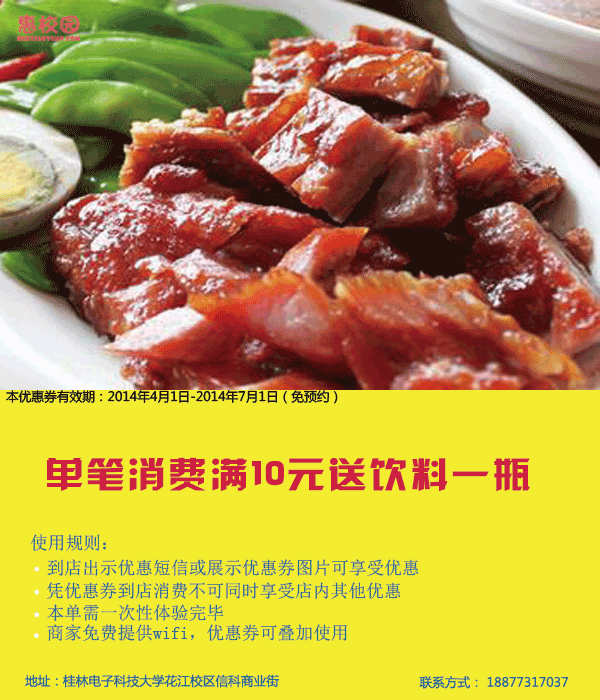 惠校园
本优惠券有效期：2014年4月1日-2014年7月1日（免预约）
单笔消费满10元送饮料一瓶
使用规则：
到店出示优惠短信或展示优惠券图片可享受优惠
凭优惠券到店消费不可同时享受店内其他优惠
本单需一次性体验完毕
商家免费提供wifi，优惠券可叠加使用
地址：桂林电子科技大学花江校区信科商业街
联系方式：18877317037